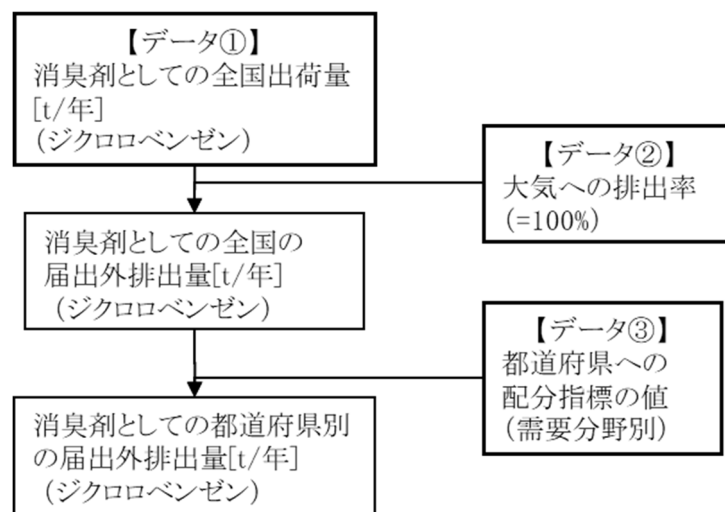 【データ①】
消臭剤としての全国出荷量
[t/年]
(ジクロロベンゼン)
【データ②】
大気への排出率
(=100%)
消臭剤としての全国の
届出外排出量[t/年]
(ジクロロベンゼン)
【データ③】
都道府県への
配分指標の値
(需要分野別)
消臭剤としての都道府県別
の届出外排出量[t/年]
(ジクロロベンゼン)